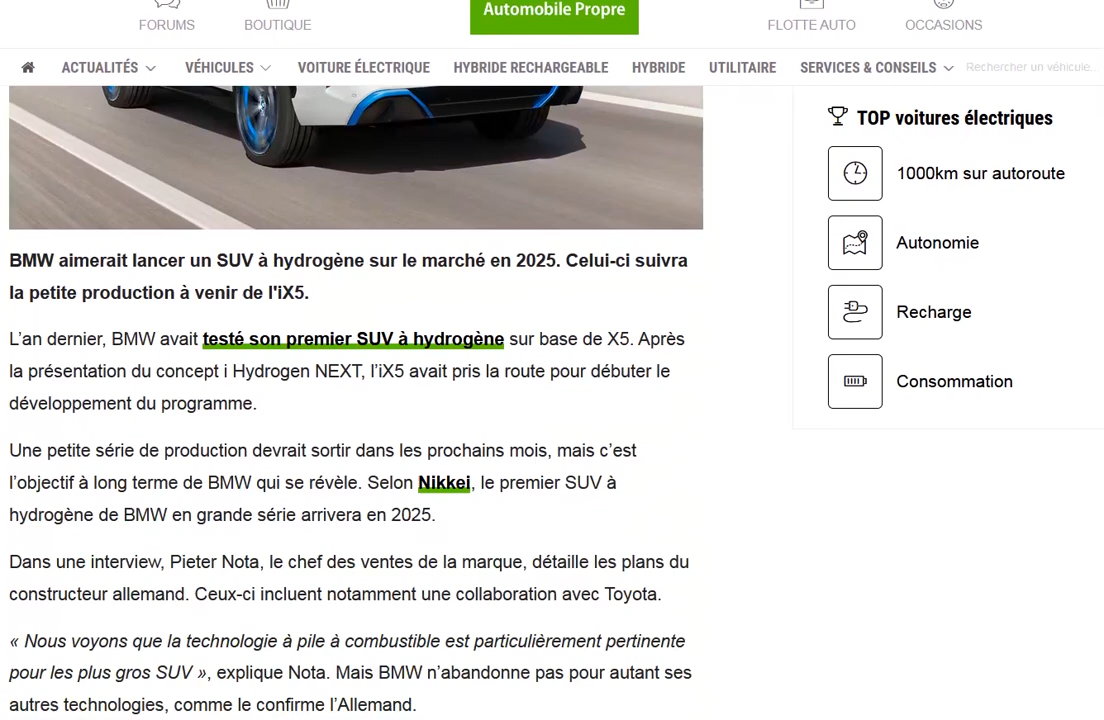 Automobile Propre
FORUMS
BOUTIQUE
FLOTTE AUTO
OCCASIONS
ACTUALITÉS
VÉHICULES
VOITURE ÉLECTRIQUE
HYBRIDE RECHARGEABLE
HYBRIDE
UTILITAIRE
SERVICES & CONSEILS
Rechercher un véhicule...
BMW aimerait lancer un SUV à hydrogène sur le marché en 2025. Celui-ci suivra
la petite production à venir de l'iX5.
L’an dernier, BMW avait testé son premier SUV à hydrogène sur base de X5. Après
la présentation du concept i Hydrogen NEXT, l’iX5 avait pris la route pour débuter le
développement du programme.
Une petite série de production devrait sortir dans les prochains mois, mais c’est
l’objectif à long terme de BMW qui se révèle. Selon Nikkei, le premier SUV à
hydrogène de BMW en grande série arrivera en 2025.
Dans une interview, Pieter Nota, le chef des ventes de la marque, détaille les plans du
constructeur allemand. Ceux-ci incluent notamment une collaboration avec Toyota.
« Nous voyons que la technologie à pile à combustible est particulièrement pertinente
pour les plus gros SUV », explique Nota. Mais BMW n’abandonne pas pour autant ses
autres technologies, comme le confirme l’Allemand.
TOP voitures électriques
1000km sur autoroute
Autonomie
Recharge
Consommation